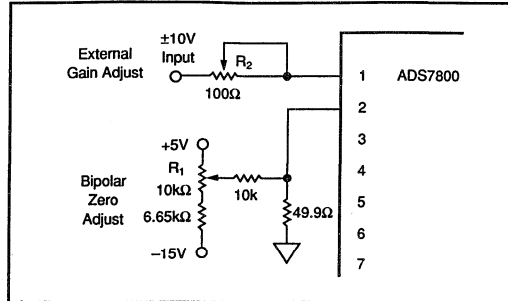 External
Gain Adjust
±10V
Input
R2
100Ω
1 ADS7800
2
3
4
5
6
7
Bipolar
Zero
Adjust
+5V
R1
10kΩ
10k
6.65kΩ
49.9Ω
–15V